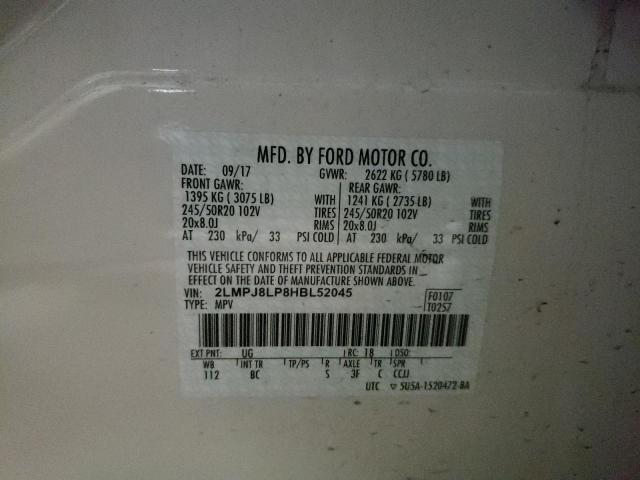 MFD. BY FORD MOTOR CO.
DATE: 09/17 GVWR: 2622 KG ( 5780 LB)
FRONT GAWR: REAR GAWR:
1395 KG ( 3075 LB) WITH 1241 KG ( 2735 LB) WITH
245/50R20 102V TIRES 245/50R20 102V TIRES
20x8.0J RIMS 20x8.0J RIMS
AT 230 kPa/ 33 PSI COLD AT 230 kPa/ 33 PSI COLD
THIS VEHICLE CONFORMS TO ALL APPLICABLE FEDERAL MOTOR
VEHICLE SAFETY AND THEFT PREVENTION STANDARDS IN
EFFECT ON THE DATE OF MANUFACTURE SHOWN ABOVE.
VIN: 2LMPJ8LP8HBL52045 F0107
TYPE: MPV T0257
EXT PNT: UG RC: 18 DSO:
WB INT TR TP/PS R AXLE TR SPR
112 BC S 3F C CCJJ
UTC ▽ 5U5A-1520472-BA